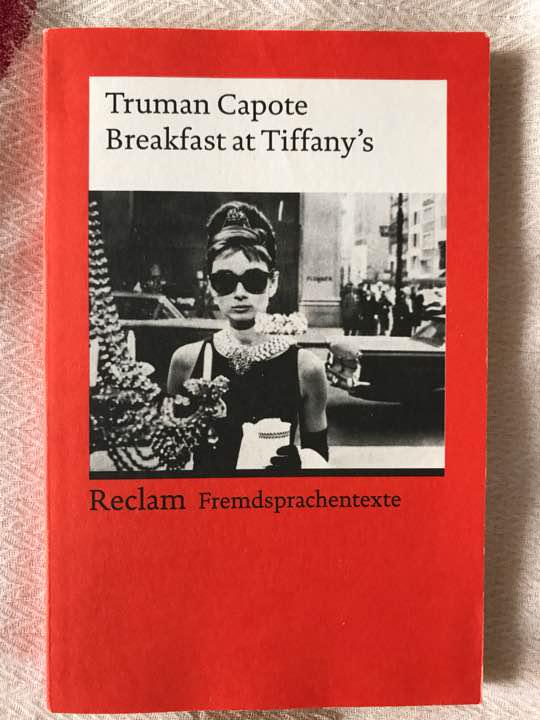 Truman Capote
Breakfast at Tiffany's
Reclam Fremdsprachentexte